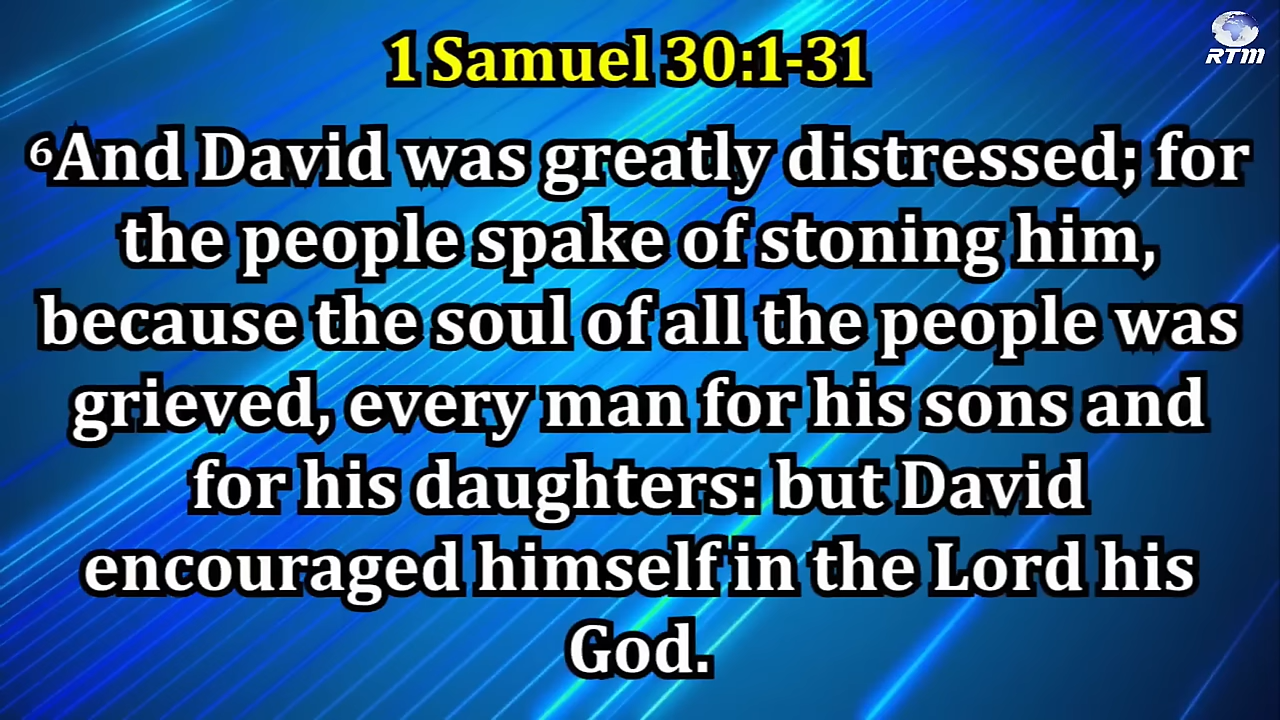 1 Samuel 30:1-31
RTM
⁶And David was greatly distressed; for
the people spake of stoning him,
because the soul of all the people was
grieved, every man for his sons and
for his daughters: but David
encouraged himself in the Lord his
God.